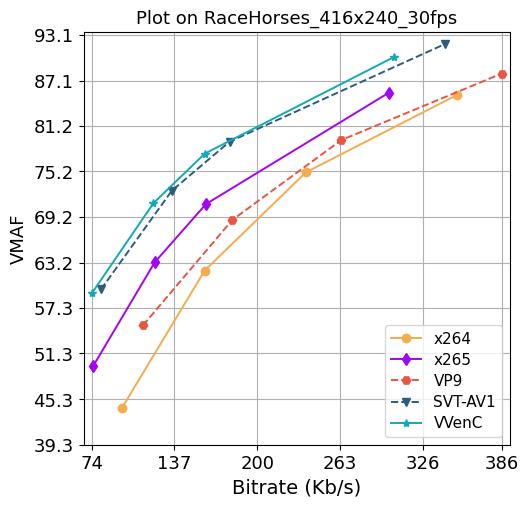 Plot on RaceHorses_416x240_30fps
93.1
87.1
81.2
75.2
69.2
63.2
57.3
51.3
45.3
39.3
VMAF
x264
x265
VP9
SVT-AV1
VVenC
74 137 200 263 326 386
Bitrate (Kb/s)